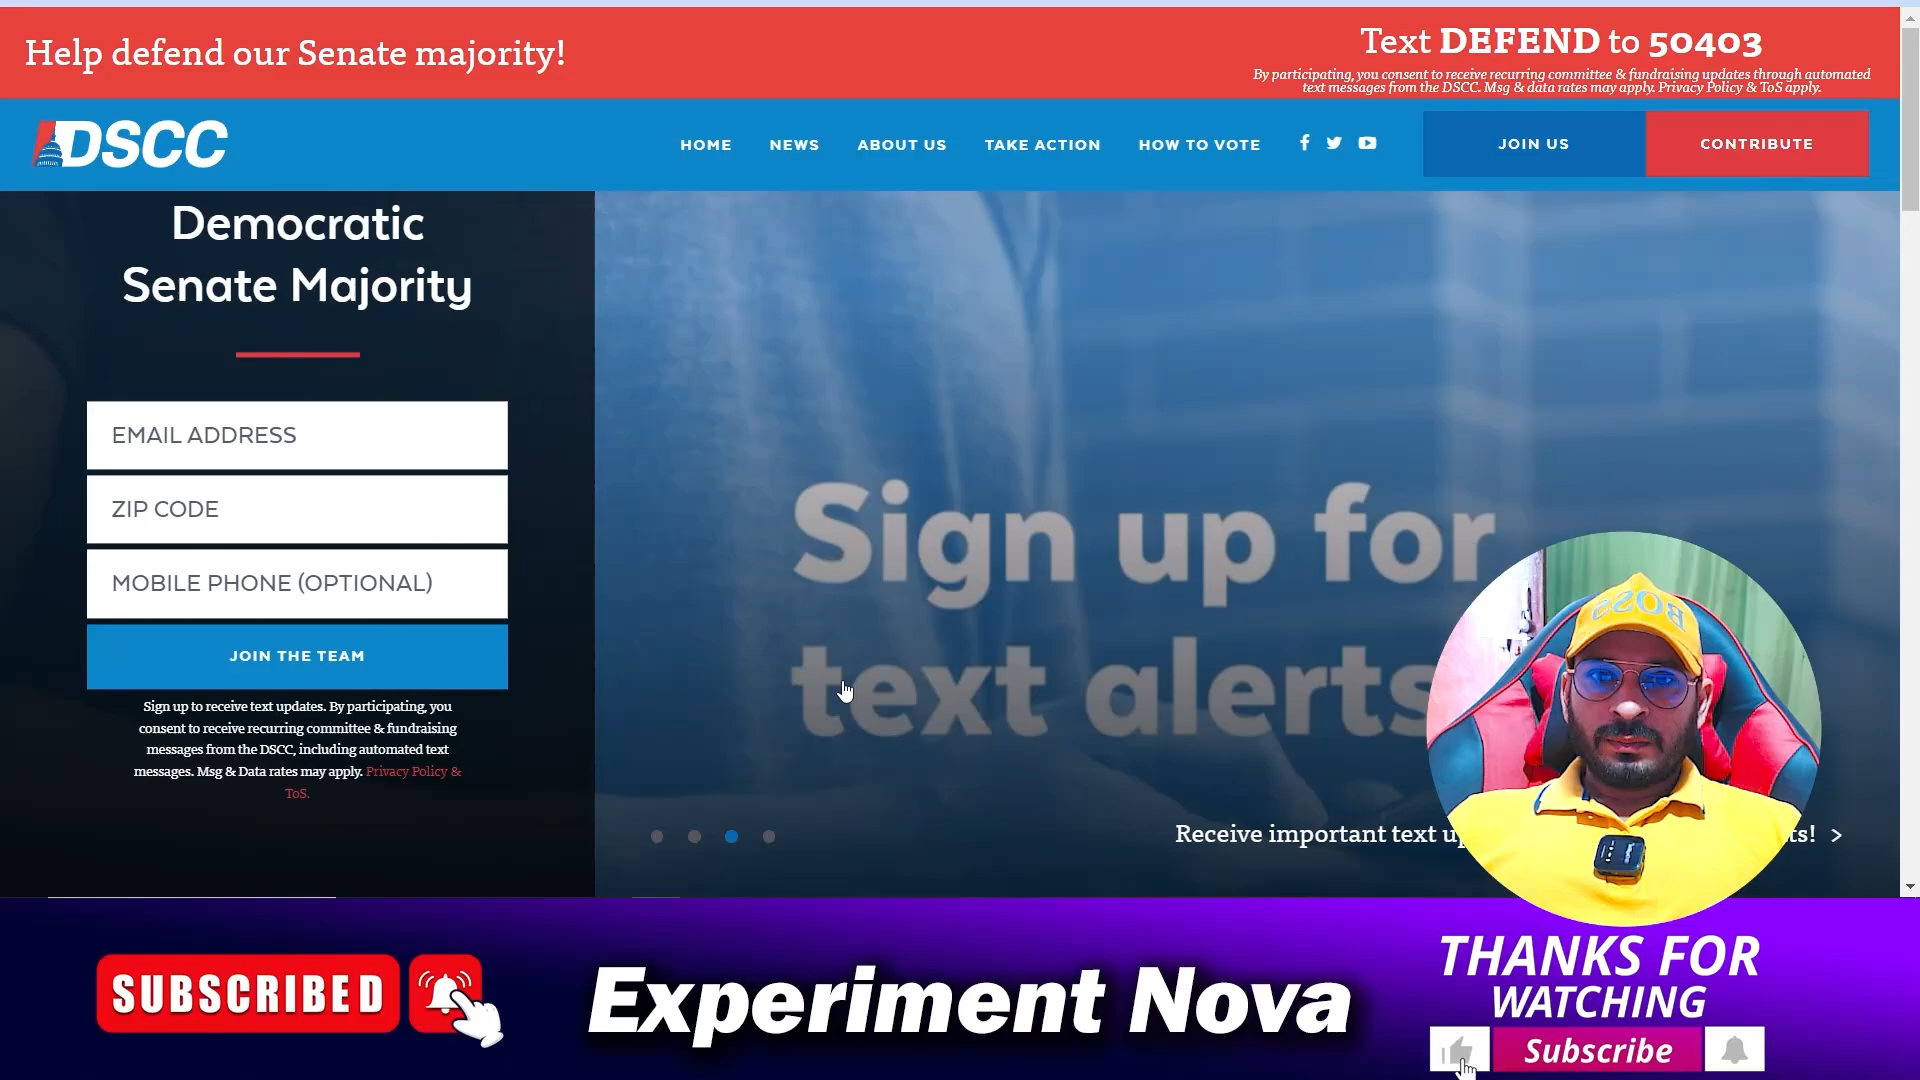 Help defend our Senate majority!
Text DEFEND to 50403
By participating, you consent to receive recurring committee & fundraising updates through automated
text messages from the DSCC. Msg & data rates may apply. Privacy Policy & ToS apply.
DSCC
HOME
NEWS
ABOUT US
TAKE ACTION
HOW TO VOTE
JOIN US
CONTRIBUTE
Democratic
Senate Majority
EMAIL ADDRESS
ZIP CODE
MOBILE PHONE (OPTIONAL)
JOIN THE TEAM
Sign up to receive text updates. By participating, you
consent to receive recurring committee & fundraising
messages from the DSCC, including automated text
messages. Msg & Data rates may apply. Privacy Policy &
ToS.
Sign up for
text alerts
BOSS
Receive important text
SUBSCRIBED
Experiment Nova
THANKS FOR
WATCHING
Subscribe